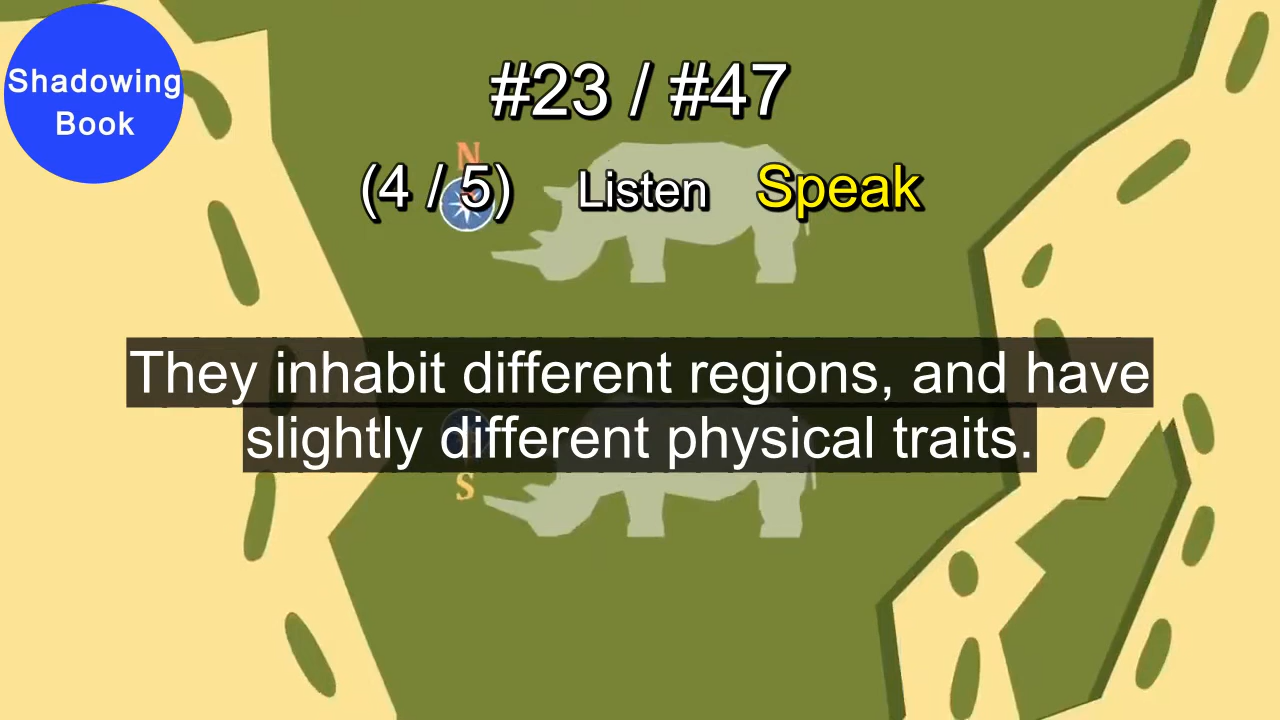 Shadowing
Book
#23 / #47
N
(4 / 5) Listen Speak
They inhabit different regions, and have
slightly different physical traits.
S